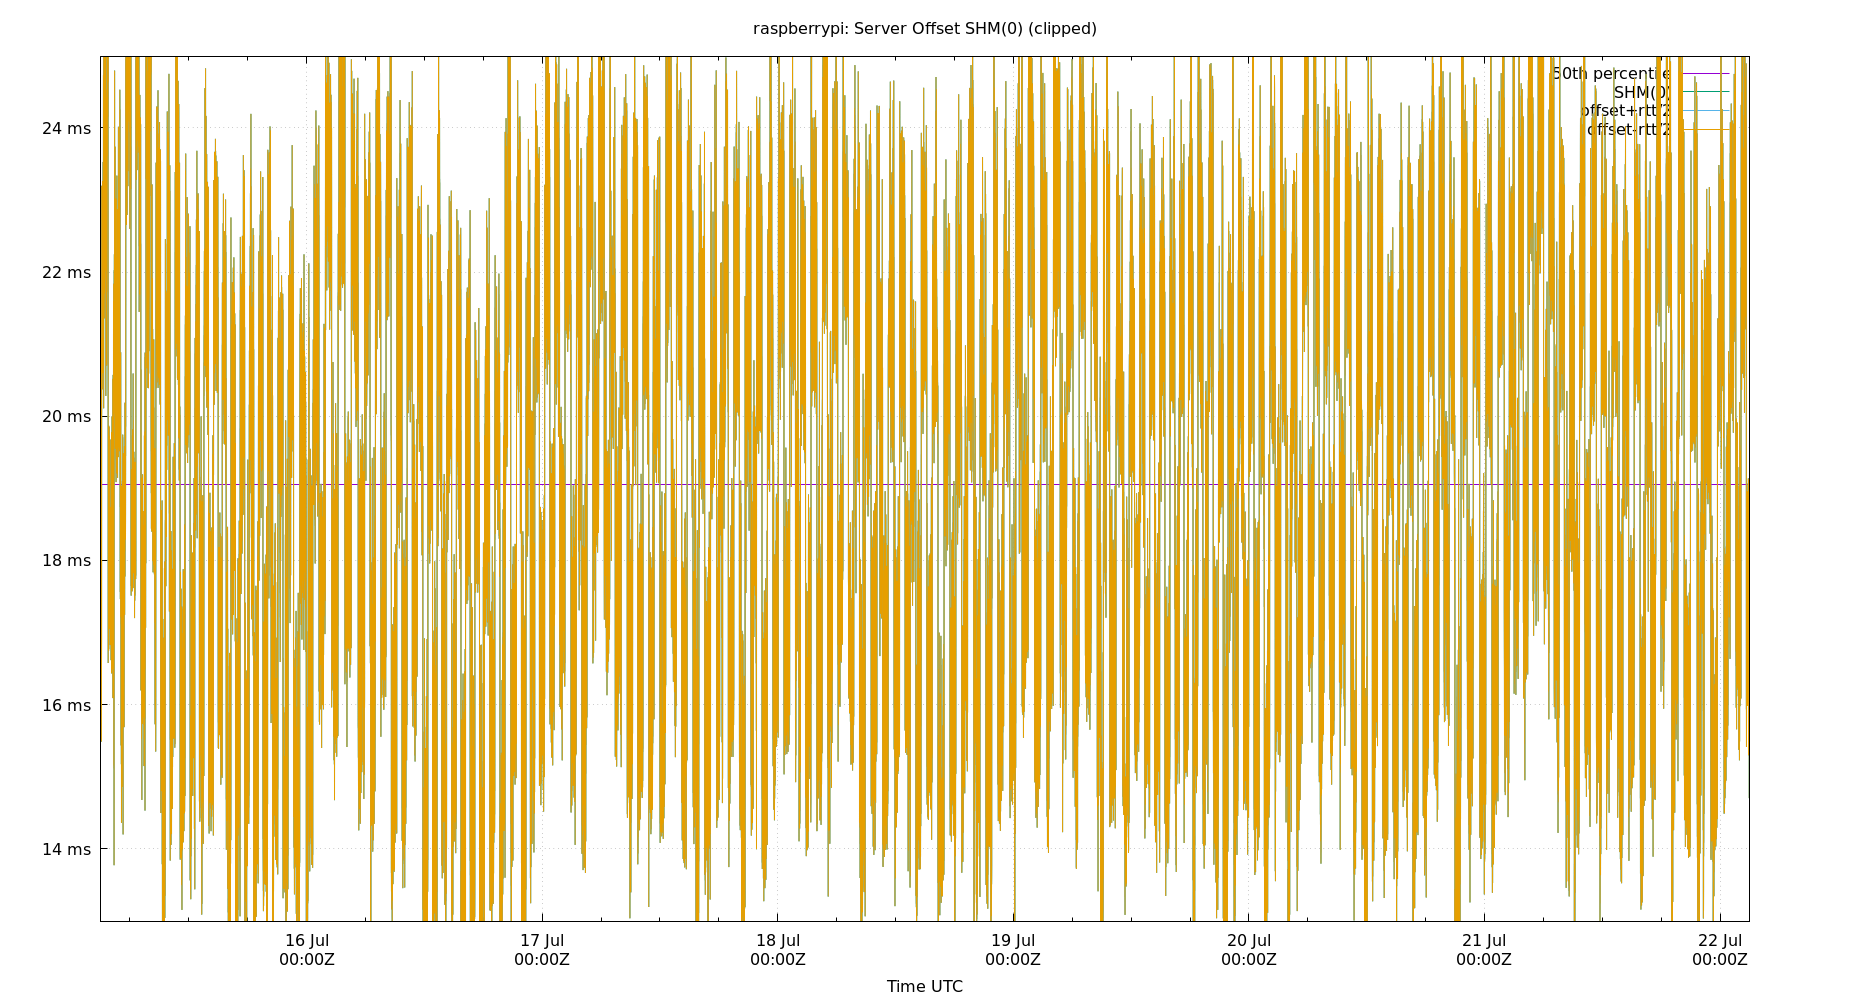 raspberrypi: Server Offset SHM(0) (clipped)
50th percentile
SHM(0)
offset+rtt/2
offset-rtt/2
24 ms
22 ms
20 ms
18 ms
16 ms
14 ms
16 Jul
00:00Z
17 Jul
00:00Z
18 Jul
00:00Z
19 Jul
00:00Z
20 Jul
00:00Z
21 Jul
00:00Z
22 Jul
00:00Z
Time UTC